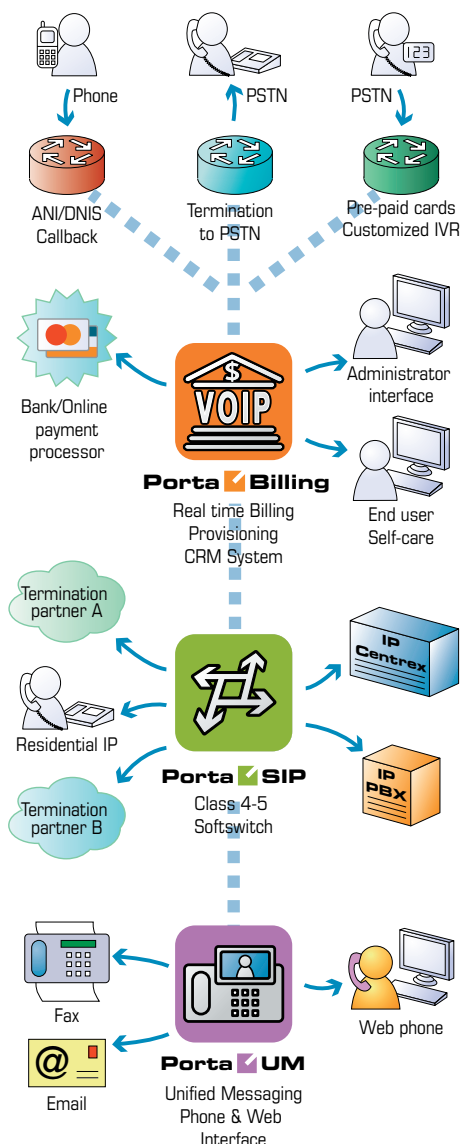 123
Phone
PSTN
PSTN
ANI/DNIS
Callback
Termination
to PSTN
Pre-paid cards
Customized IVR
$
VOIP
Bank/Online
payment
processor
Administrator
interface
Porta Billing
Real time Billing
Provisioning
CRM System
End user
Self-care
Termination
partner A
IP
Centrex
Residential IP
Porta SIP
Class 4-5
Softswitch
Termination
partner B
IP
PBX
Fax
Web phone
@
Email
Porta UM
Unified Messaging
Phone & Web
Interface